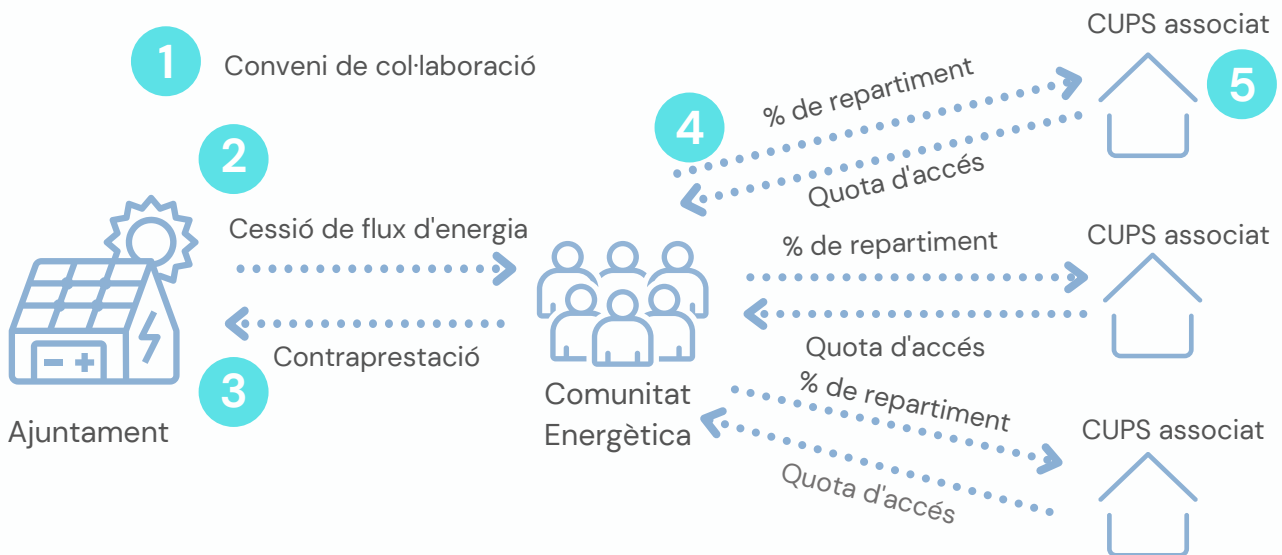 CUPS associat
1
Conveni de col·laboració
5
% de repartiment
4
2
Quota d'accés
Cessió de flux d'energia
% de repartiment
CUPS associat
Contraprestació
Quota d'accés
3
Comunitat
Energètica
% de repartiment
Ajuntament
CUPS associat
Quota d'accés
- +